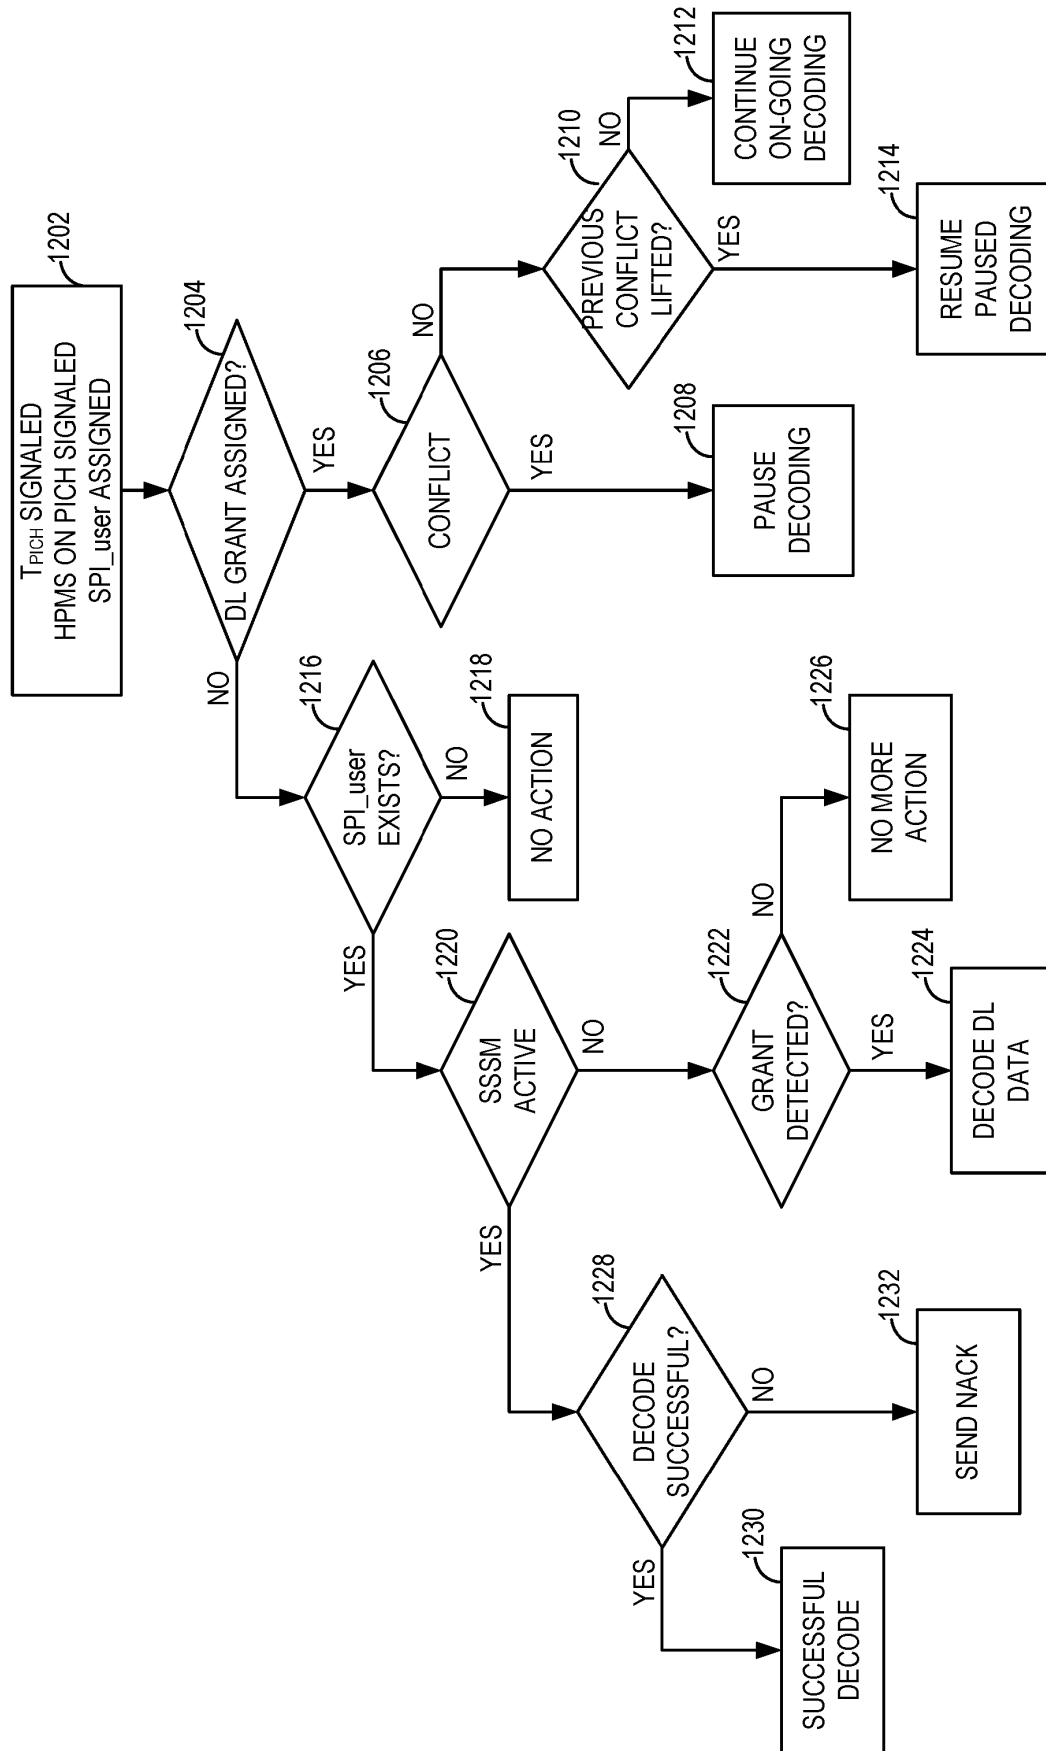 T_PICH SIGNALED
HPMS ON PICH SIGNALED
SPI_user ASSIGNED
1202
DL GRANT ASSIGNED?
1204
NO
YES
CONFLICT
1206
NO
YES
PAUSE
DECODING
1208
PREVIOUS
CONFLICT
LIFTED?
1210
NO
YES
CONTINUE
ON-GOING
DECODING
1212
RESUME
PAUSED
DECODING
1214
SPI_user
EXISTS?
1216
NO
YES
NO ACTION
1218
SSSM
ACTIVE
1220
NO
YES
GRANT
DETECTED?
1222
NO
YES
DECODE DL
DATA
1224
NO MORE
ACTION
1226
DECODE
SUCCESSFUL?
1228
YES
NO
SUCCESSFUL
DECODE
1230
SEND NACK
1232